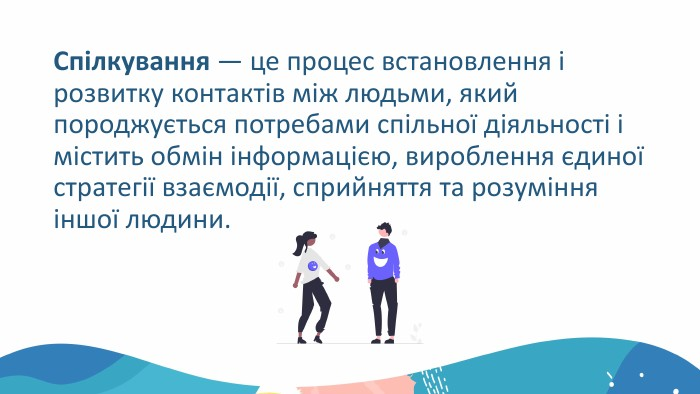 Спілкування — це процес встановлення і
розвитку контактів між людьми, який
породжується потребами спільної діяльності і
містить обмін інформацією, вироблення єдиної
стратегії взаємодії, сприйняття та розуміння
іншої людини.